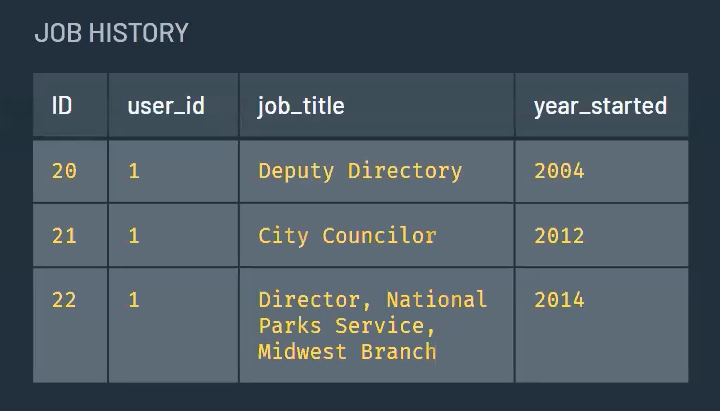 JOB HISTORY
ID user_id job_title year_started
20 1 Deputy Directory 2004
21 1 City Councilor 2012
22 1 Director, National 2014
Parks Service,
Midwest Branch